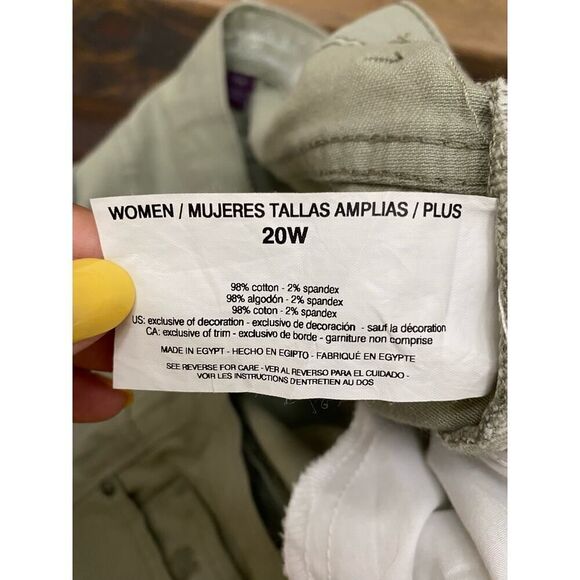 WOMEN / MUJERES TALLAS AMPLIAS / PLUS
20W
98% cotton - 2% spandex
98% algodón - 2% spandex
98% coton - 2% spandex
US: exclusive of decoration - exclusivo de decoración - sauf la décoration
CA: exclusive of trim - exclusivo de borde - garniture non comprise
MADE IN EGYPT - HECHO EN EGIPTO - FABRIQUÉ EN EGYPTE
SEE REVERSE FOR CARE - VER AL REVERSO PARA EL CUIDADO -
VOIR LES INSTRUCTIONS D'ENTRETIEN AU DOS